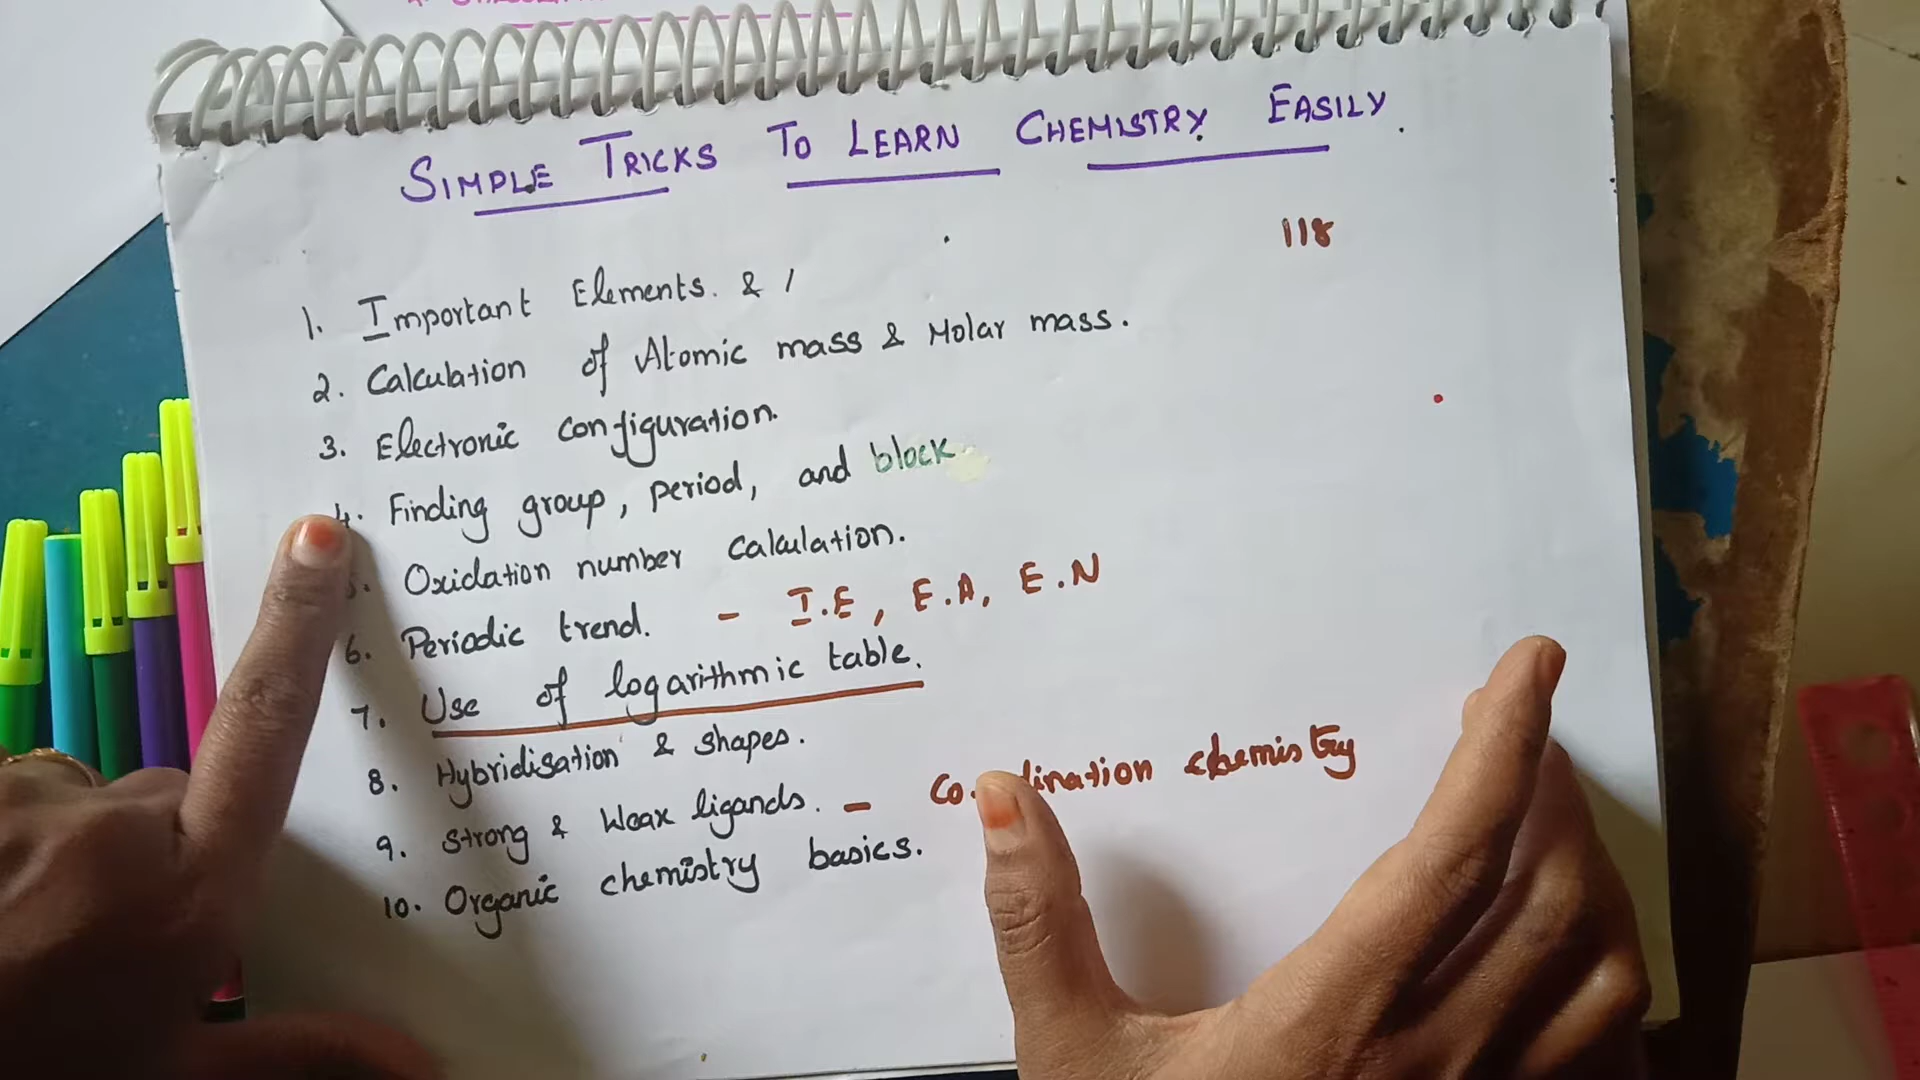 SIMPLE TRICKS TO LEARN CHEMISTRY EASILY.
118
1. Important Elements. & /
2. Calculation of Atomic mass & Molar mass.
3. Electronic configuration.
4. Finding group, period, and block
Oxidation number calculation.
6. Periodic trend. - I.E, E.A, E.N
7. Use of logarithmic table.
8. Hybridisation & shapes.
9. Strong & Weak ligands. - chemistry
10. Organic chemistry basics.